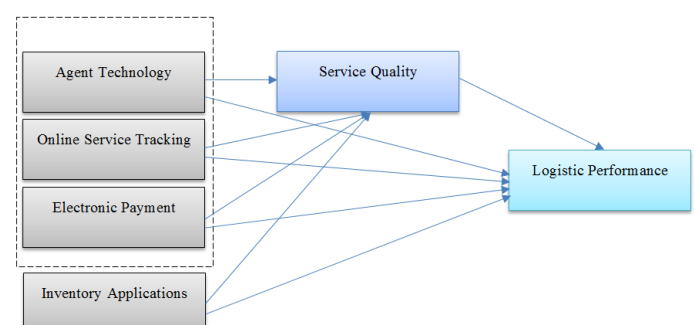 Agent Technology
Service Quality
Online Service Tracking
Logistic Performance
Electronic Payment
Inventory Applications